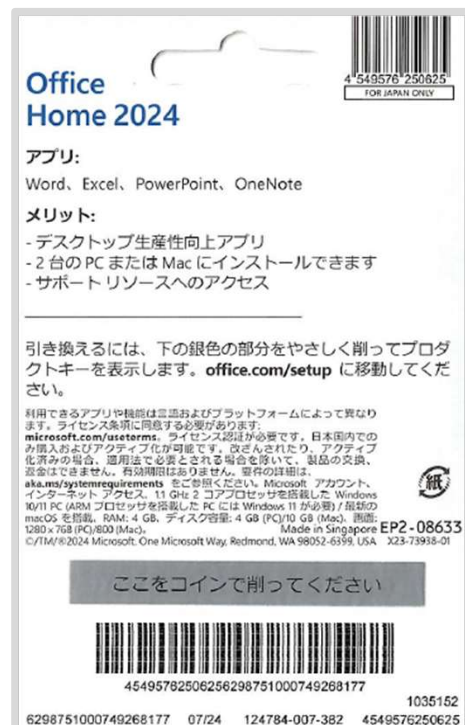 4 549576 250625
FOR JAPAN ONLY
Office
Home 2024
アプリ:
Word、Excel、PowerPoint、OneNote
メリット:
- デスクトップ生産性向上アプリ
- 2 台の PC または Mac にインストールできます
- サポート リソースへのアクセス
引き換えるには、下の銀色の部分をやさしく削ってプロダ
クトキーを表示します。office.com/setup に移動してくだ
さい。
利用できるアプリや機能は言語およびプラットフォームによって異なり
ます。ライセンス条項に同意する必要があります:
microsoft.com/useterms。ライセンス認証が必要です。日本国内での
み購入およびアクティブ化が可能です。改ざんされたり、アクティブ
化済みの場合、適用法で必要とされる場合を除いて、製品の交換、
返金はできません。有効期限はありません。要件の詳細は、
aka.ms/systemrequirements をご参照ください。Microsoft アカウント、
インターネット アクセス、1.1 GHz 2 コアプロセッサを搭載した Windows
10/11 PC (ARM プロセッサを搭載した PC には Windows 11 が必要) / 最新の
macOS を搭載、RAM: 4 GB、ディスク容量: 4 GB (PC)/10 GB (Mac)、画面:
1280 x 768 (PC)/800 (Mac)。
紙
Made in Singapore EP2-08633
©/TM/®2024 Microsoft. One Microsoft Way, Redmond, WA 98052-6399, USA X23-73938-01
ここをコインで削ってください
45495762506256298751000749268177
1035152
6298751000749268177 07/24 124784-007-382 4549576250625